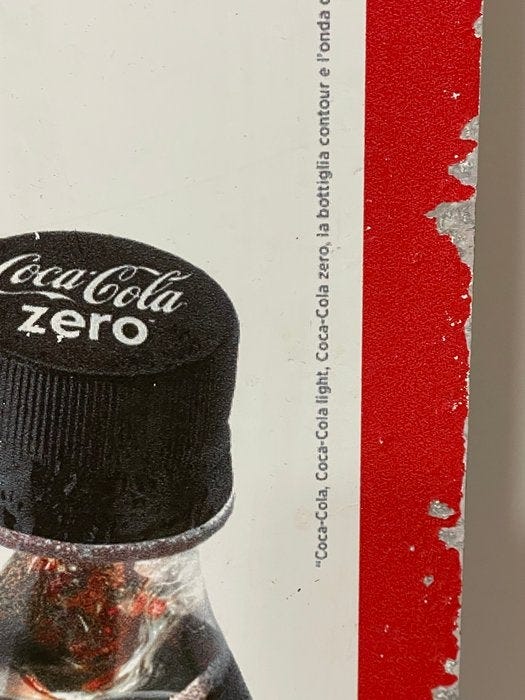 Coca-Cola
zero
"Coca-Cola, Coca-Cola light, Coca-Cola zero, la bottiglia contour e l'onda